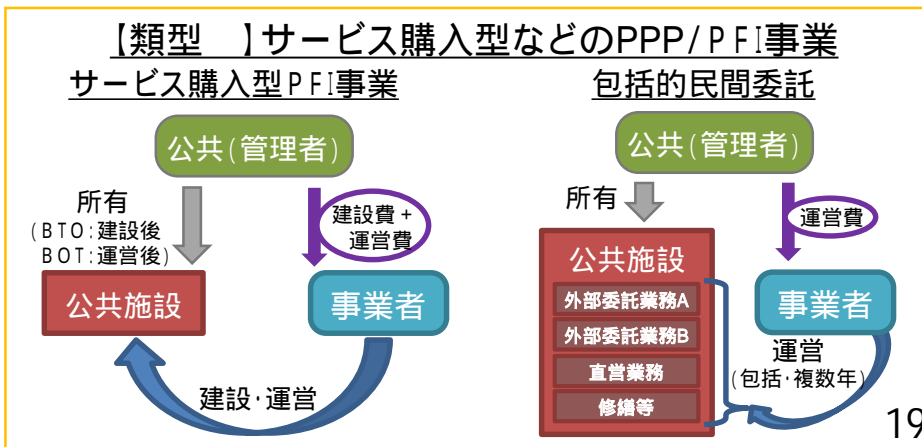 【類型　】サービス購入型などのPPP/PFI事業
サービス購入型PFI事業
公共(管理者)
所有
(BTO:建設後
BOT:運営後)
建設費+
運営費
公共施設
事業者
建設・運営
包括的民間委託
公共(管理者)
所有
運営費
公共施設
外部委託業務A
外部委託業務B
直営業務
修繕等
事業者
運営
(包括・複数年)
19